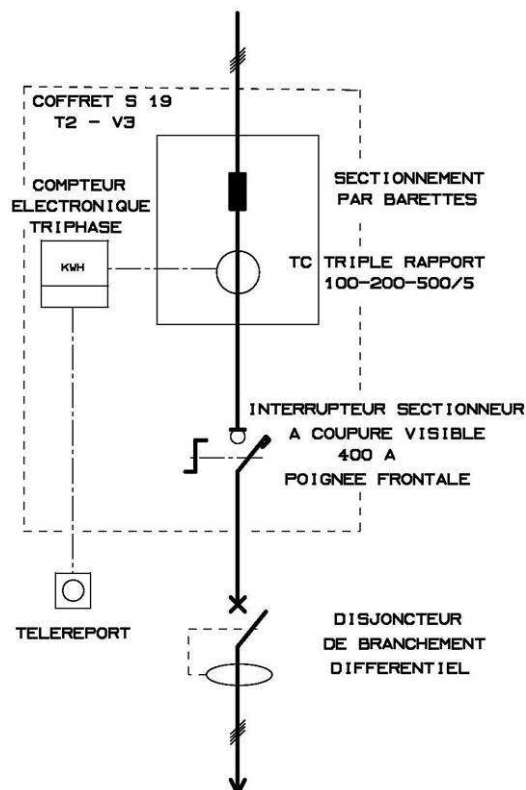 COFFRET S 19
T2 - V3
COMPTEUR
ELECTRONIQUE
TRIPHASE
KWH
SECTIONNEMENT
PAR BARETTES
TC TRIPLE RAPPORT
100-200-500/5
INTERRUPTEUR SECTIONNEUR
A COUPURE VISIBLE
400 A
POIGNEE FRONTALE
TELEREPORT
DISJONCTEUR
DE BRANCHEMENT
DIFFERENTIEL